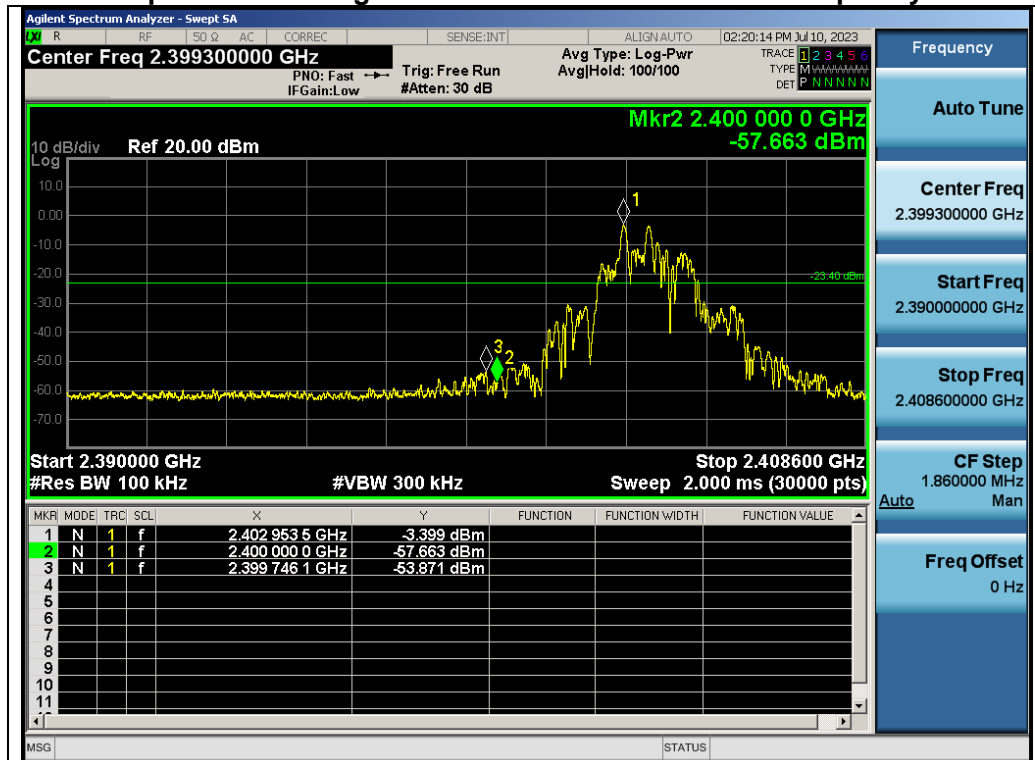 Agilent Spectrum Analyzer - Swept SA
LXI R RF 50 Ω AC CORREC SENSE:INT ALIGN AUTO 02:20:14 PM Jul 10, 2023
Center Freq 2.399300000 GHz
PNO: Fast
IFGain:Low
Trig: Free Run
#Atten: 30 dB
Avg Type: Log-Pwr
Avg|Hold: 100/100
TRACE 1 2 3 4 5 6
TYPE M
DET P N N N N N
Mkr2 2.400 000 0 GHz
-57.663 dBm
10 dB/div Ref 20.00 dBm
Log
10.0
0.00
-10.0
-20.0
-30.0
-40.0
-50.0
-60.0
-70.0
-23.40 dBm
1
3
2
Start 2.390000 GHz
Stop 2.408600 GHz
#Res BW 100 kHz
#VBW 300 kHz
Sweep 2.000 ms (30000 pts)
MKR MODE TRC SCL X Y FUNCTION FUNCTION WIDTH FUNCTION VALUE
1 N 1 f 2.402 953 5 GHz -3.399 dBm
2 N 1 f 2.400 000 0 GHz -57.663 dBm
3 N 1 f 2.399 746 1 GHz -53.871 dBm
4
5
6
7
8
9
10
11
MSG
STATUS
Frequency
Auto Tune
Center Freq
2.399300000 GHz
Start Freq
2.390000000 GHz
Stop Freq
2.408600000 GHz
CF Step
1.860000 MHz
Auto Man
Freq Offset
0 Hz